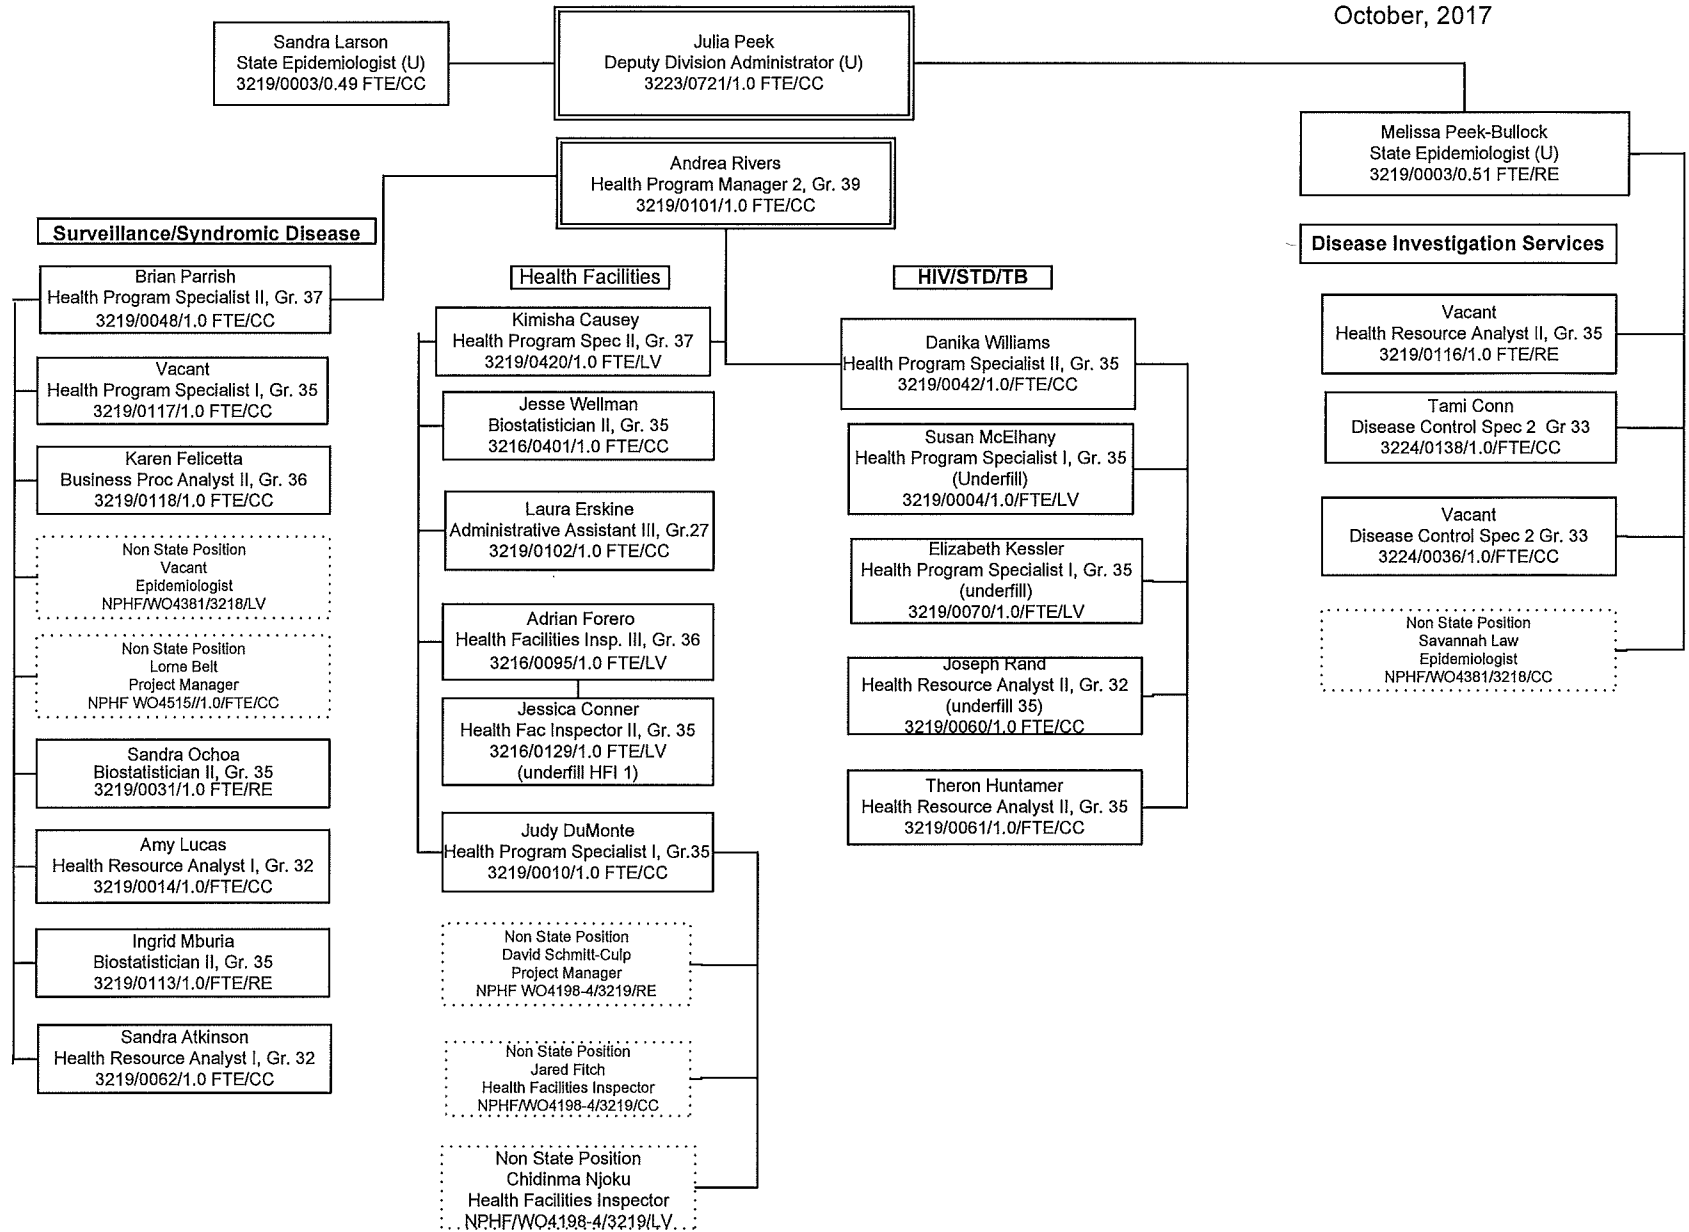 October, 2017
Sandra Larson
State Epidemiologist (U)
3219/0003/0.49 FTE/CC
Julia Peek
Deputy Division Administrator (U)
3223/0721/1.0 FTE/CC
Melissa Peek-Bullock
State Epidemiologist (U)
3219/0003/0.51 FTE/RE
Andrea Rivers
Health Program Manager 2, Gr. 39
3219/0101/1.0 FTE/CC
Surveillance/Syndromic Disease
Brian Parrish
Health Program Specialist II, Gr. 37
3219/0048/1.0 FTE/CC
Vacant
Health Program Specialist I, Gr. 35
3219/0117/1.0 FTE/CC
Karen Felicetta
Business Proc Analyst II, Gr. 36
3219/0118/1.0 FTE/CC
Non State Position
Vacant
Epidemiologist
NPHF/WO4381/3218/LV
Non State Position
Lorne Belt
Project Manager
NPHF WO4515//1.0/FTE/CC
Sandra Ochoa
Biostatistician II, Gr. 35
3219/0031/1.0 FTE/RE
Amy Lucas
Health Resource Analyst I, Gr. 32
3219/0014/1.0/FTE/CC
Ingrid Mburia
Biostatistician II, Gr. 35
3219/0113/1.0/FTE/RE
Sandra Atkinson
Health Resource Analyst I, Gr. 32
3219/0062/1.0 FTE/CC
Health Facilities
Kimisha Causey
Health Program Spec II, Gr. 37
3219/0420/1.0 FTE/LV
Jesse Wellman
Biostatistician II, Gr. 35
3216/0401/1.0 FTE/CC
Laura Erskine
Administrative Assistant III, Gr.27
3219/0102/1.0 FTE/CC
Adrian Forero
Health Facilities Insp. III, Gr. 36
3216/0095/1.0 FTE/LV
Jessica Conner
Health Fac Inspector II, Gr. 35
3216/0129/1.0 FTE/LV
(underfill HFI 1)
Judy DuMonte
Health Program Specialist I, Gr.35
3219/0010/1.0 FTE/CC
Non State Position
David Schmitt-Culp
Project Manager
NPHF WO4198-4/3219/RE
Non State Position
Jared Fitch
Health Facilities Inspector
NPHF/WO4198-4/3219/CC
Non State Position
Chidinma Njoku
Health Facilities Inspector
NPHF/WO4198-4/3219/LV
HIV/STD/TB
Danika Williams
Health Program Specialist II, Gr. 35
3219/0042/1.0/FTE/CC
Susan McElhany
Health Program Specialist I, Gr. 35
(Underfill)
3219/0004/1.0/FTE/LV
Elizabeth Kessler
Health Program Specialist I, Gr. 35
(underfill)
3219/0070/1.0/FTE/LV
Joseph Rand
Health Resource Analyst II, Gr. 32
(underfill 35)
3219/0060/1.0 FTE/CC
Theron Huntamer
Health Resource Analyst II, Gr. 35
3219/0061/1.0/FTE/CC
Disease Investigation Services
Vacant
Health Resource Analyst II, Gr. 35
3219/0116/1.0 FTE/RE
Tami Conn
Disease Control Spec 2 Gr 33
3224/0138/1.0/FTE/CC
Vacant
Disease Control Spec 2 Gr. 33
3224/0036/1.0/FTE/CC
Non State Position
Savannah Law
Epidemiologist
NPHF/WO4381/3218/CC